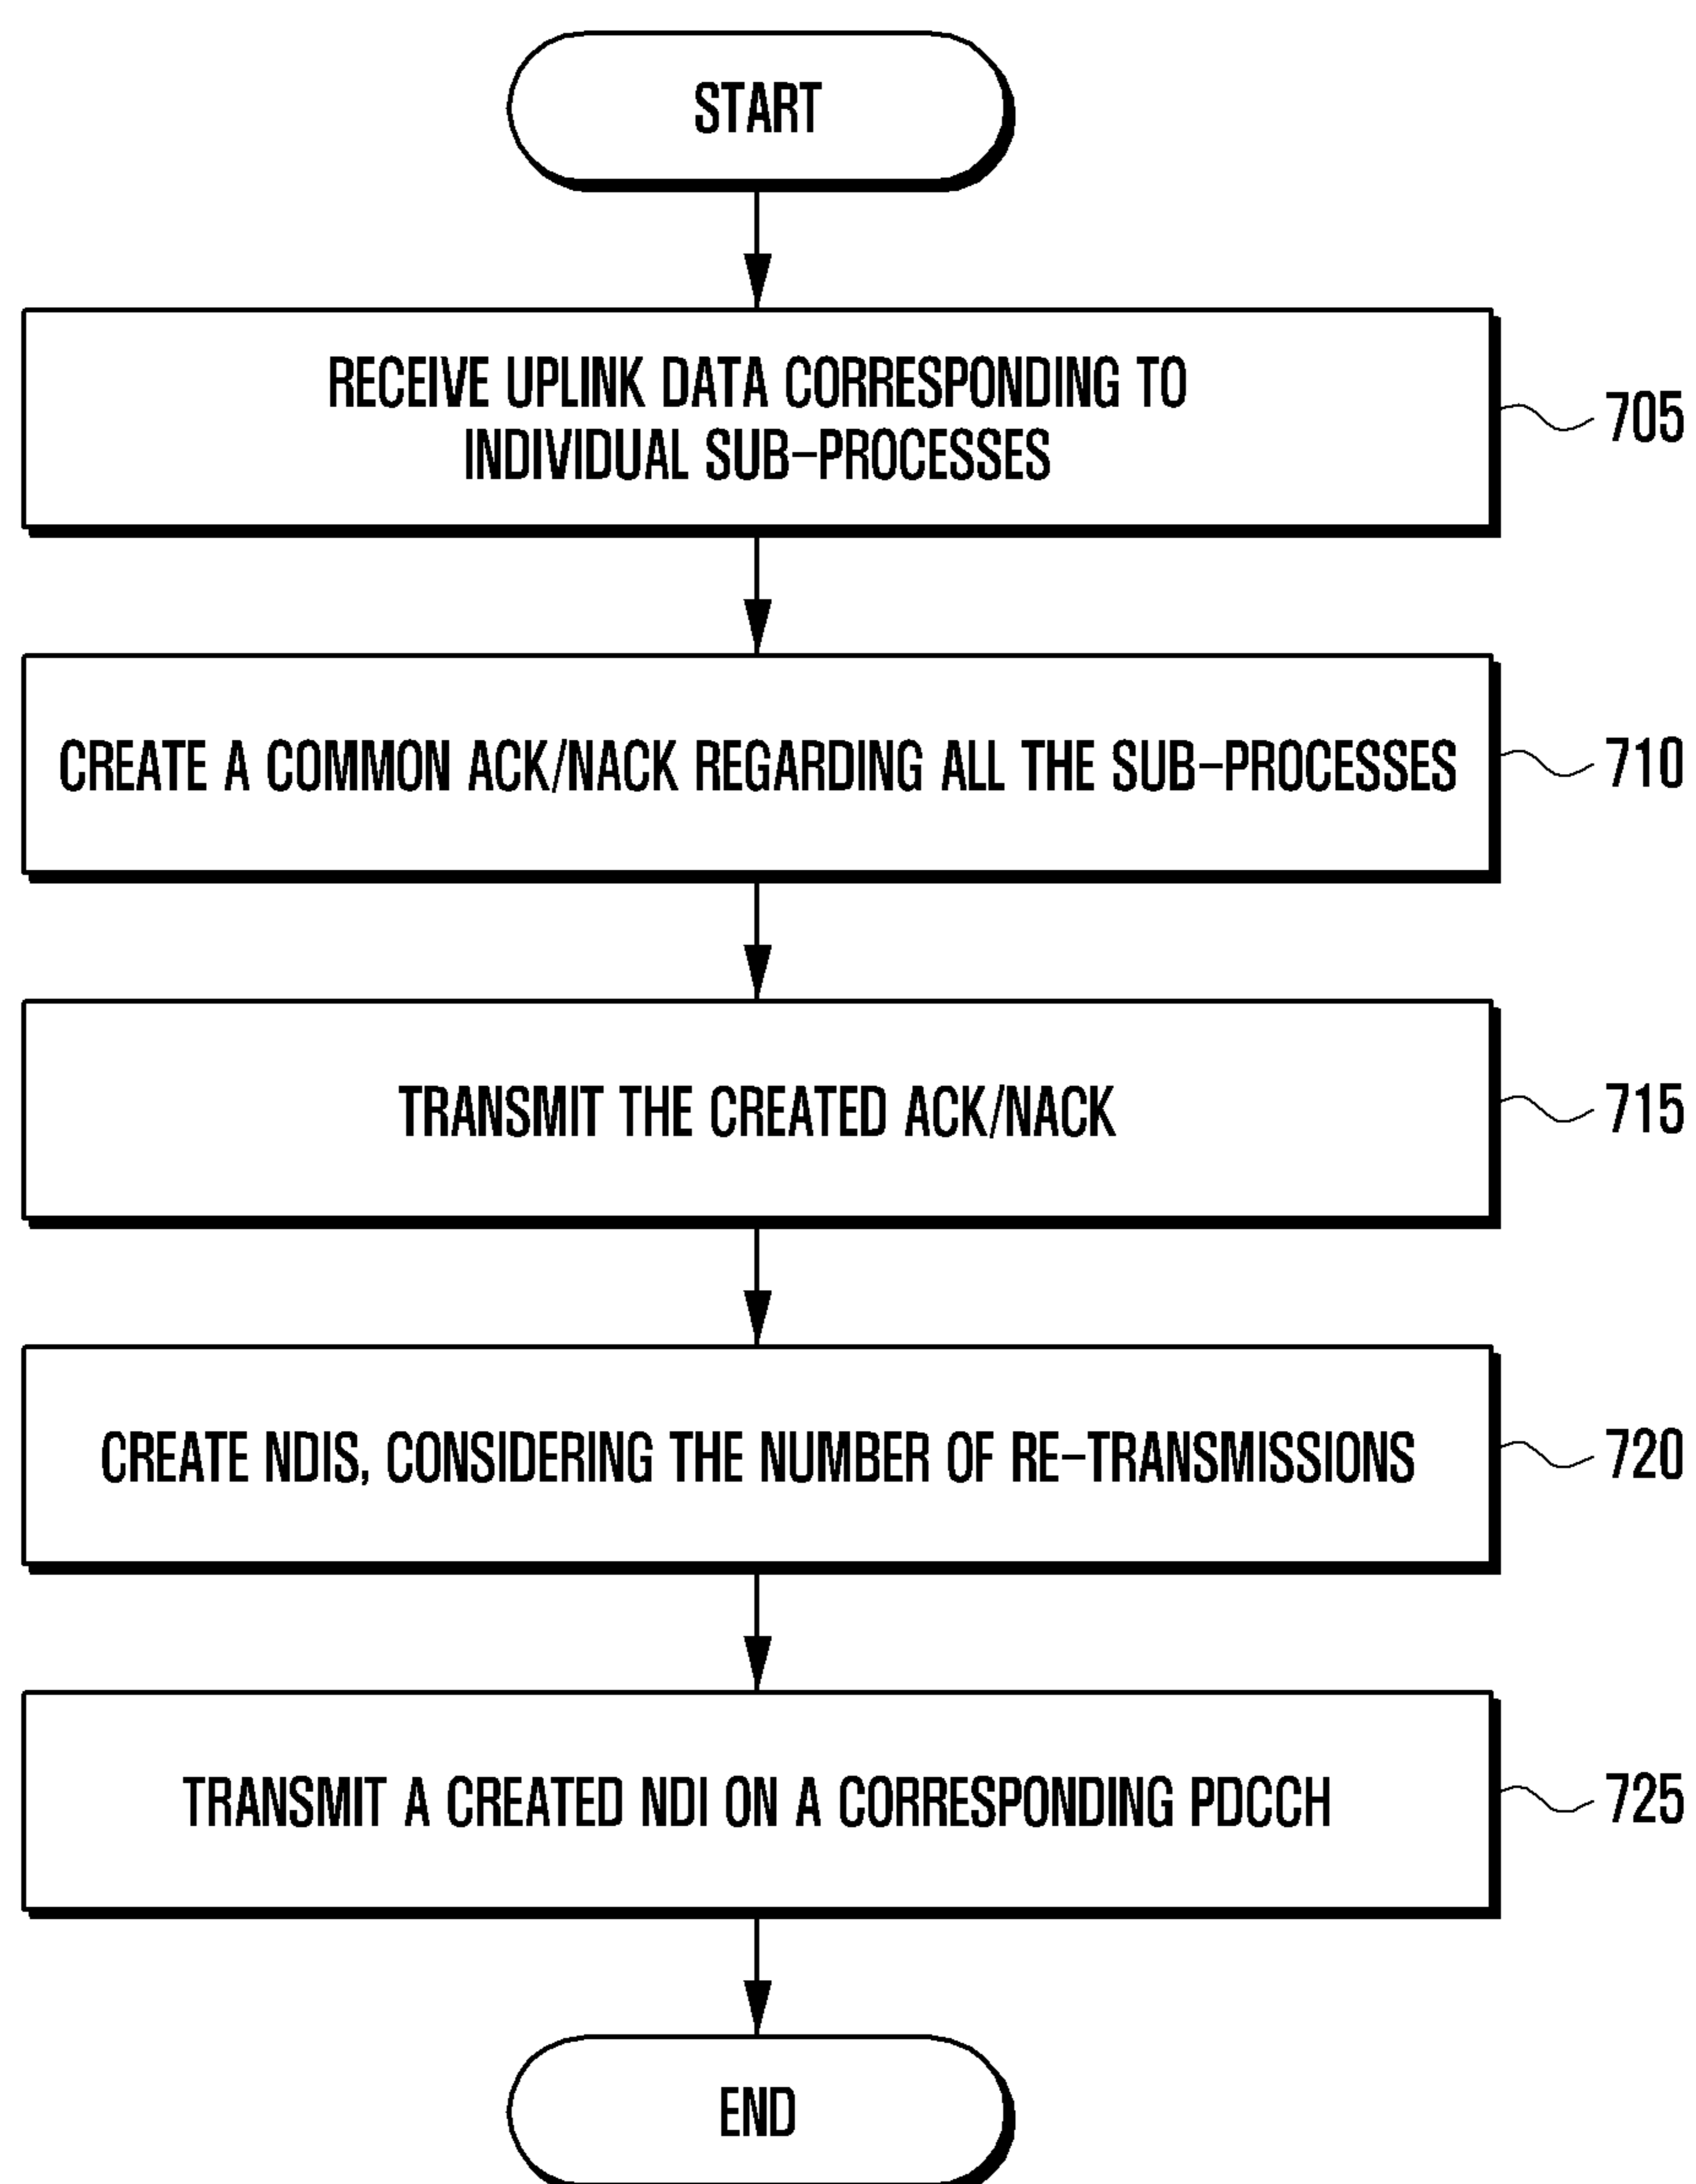 START
RECEIVE UPLINK DATA CORRESPONDING TO
INDIVIDUAL SUB-PROCESSES
705
CREATE A COMMON ACK/NACK REGARDING ALL THE SUB-PROCESSES
710
TRANSMIT THE CREATED ACK/NACK
715
CREATE NDIS, CONSIDERING THE NUMBER OF RE-TRANSMISSIONS
720
TRANSMIT A CREATED NDI ON A CORRESPONDING PDCCH
725
END